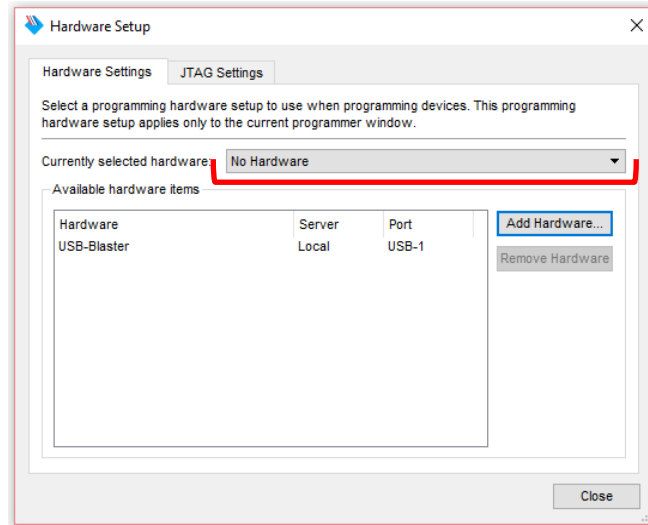 Hardware Setup
Hardware Settings
JTAG Settings
Select a programming hardware setup to use when programming devices. This programming
hardware setup applies only to the current programmer window.
Currently selected hardware: No Hardware
Available hardware items
Hardware Server Port
USB-Blaster Local USB-1
Add Hardware...
Remove Hardware
Close